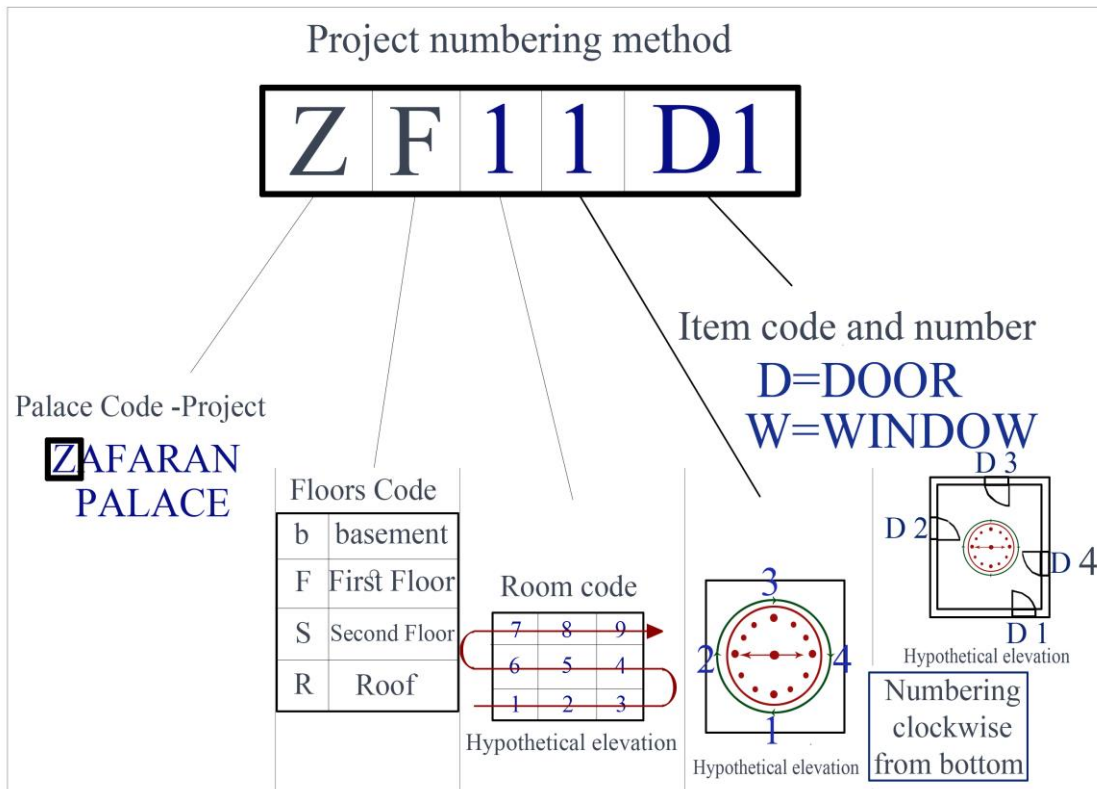 Project numbering method
Z F 1 1 D1
Item code and number
D=DOOR
W=WINDOW
Palace Code -Project
ZAFARAN
PALACE
Floors Code
b basement
F First Floor
S Second Floor
R Roof
Room code
7 8 9
6 5 4
1 2 3
Hypothetical elevation
3
2 4
1
Hypothetical elevation
D 3
D 2
D 4
D 1
Hypothetical elevation
Numbering
clockwise
from bottom